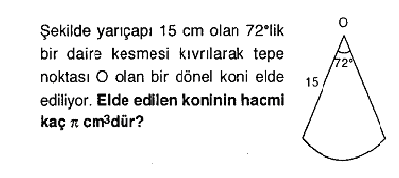 Şekilde yarıçapı 15 cm olan 72°lik
bir daire kesmesi kıvrılarak tepe
noktası O olan bir dönel koni elde
ediliyor. Elde edilen koninin hacmi
kaç π cm³dür?
O
72°
15